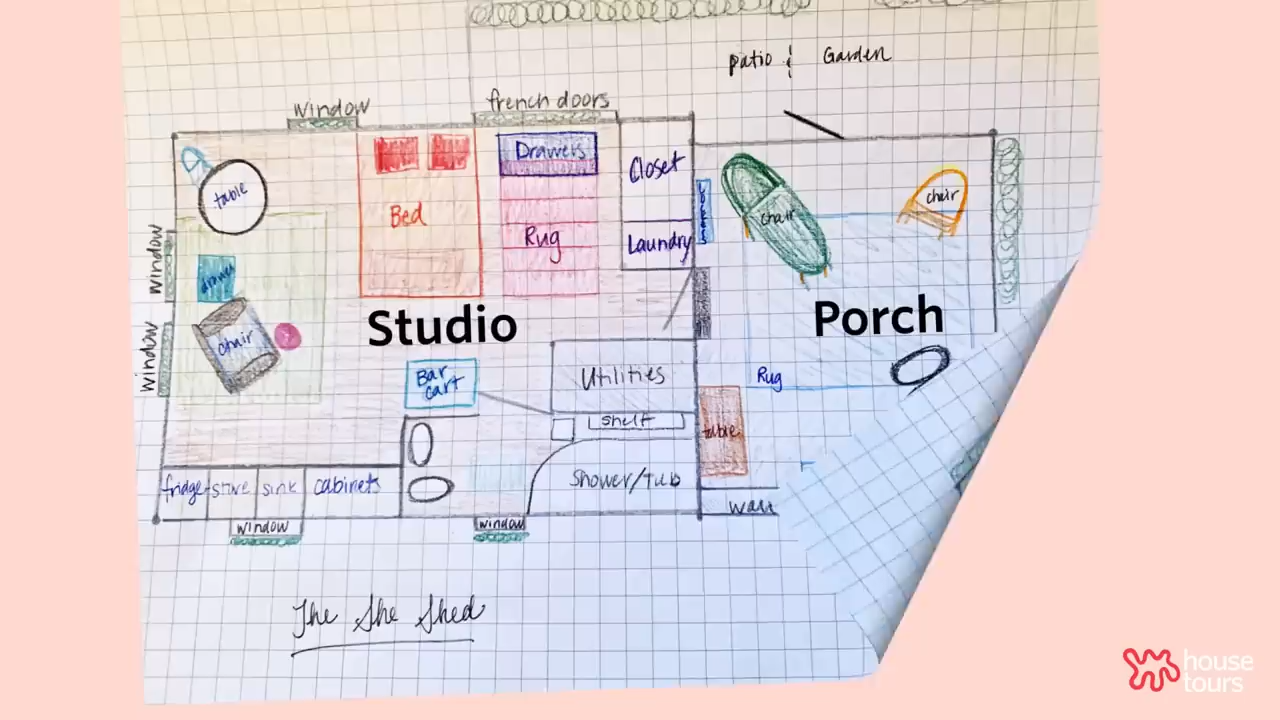 patio & Garden
window
french doors
Drawers
Closet
table
Bed
Rug
Laundry
chair
chair
window
window
drawer
chair
Studio
Porch
Bar
cart
Utilities
Rug
shelf
table
fridge
stove
sink
cabinets
Shower/Tub
wall
window
window
The She Shed
house
tours